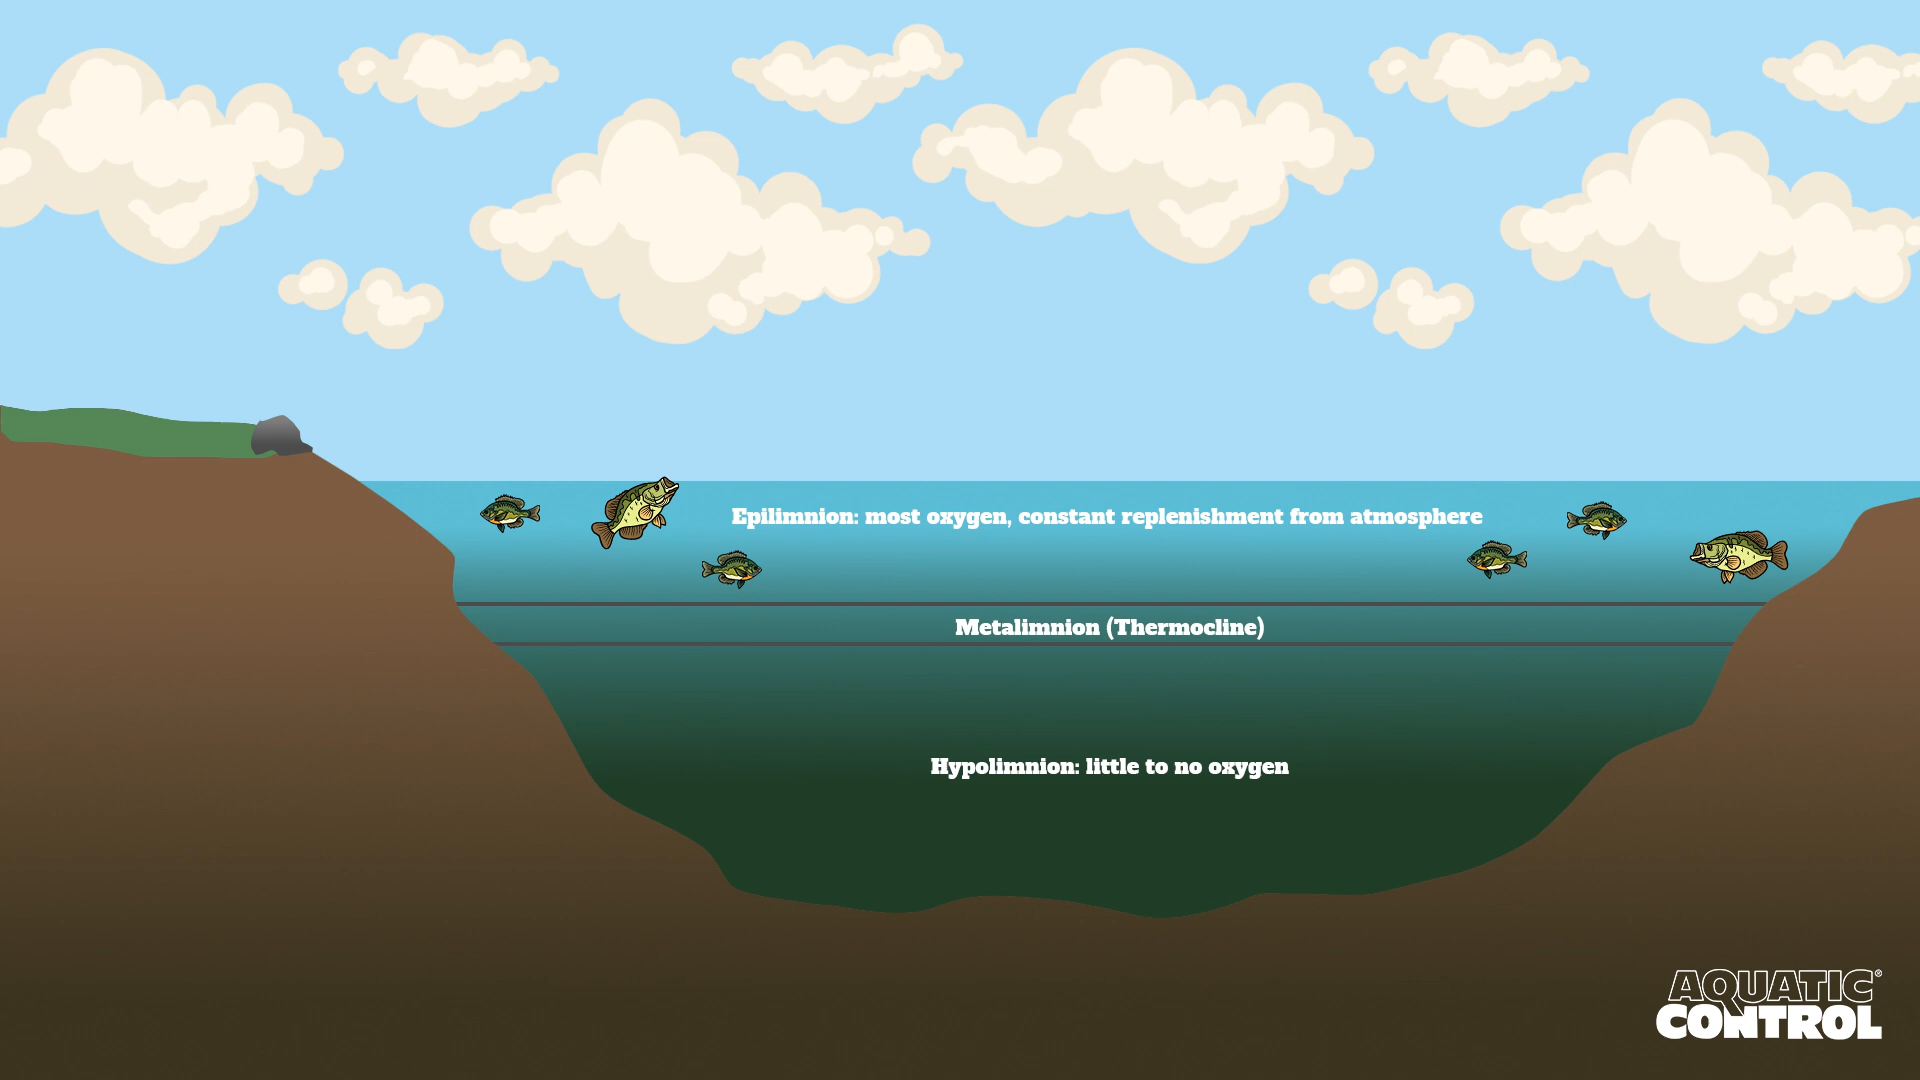 Epilimnion: most oxygen, constant replenishment from atmosphere
Metalimnion (Thermocline)
Hypolimnion: little to no oxygen
AQUATIC®
CONTROL